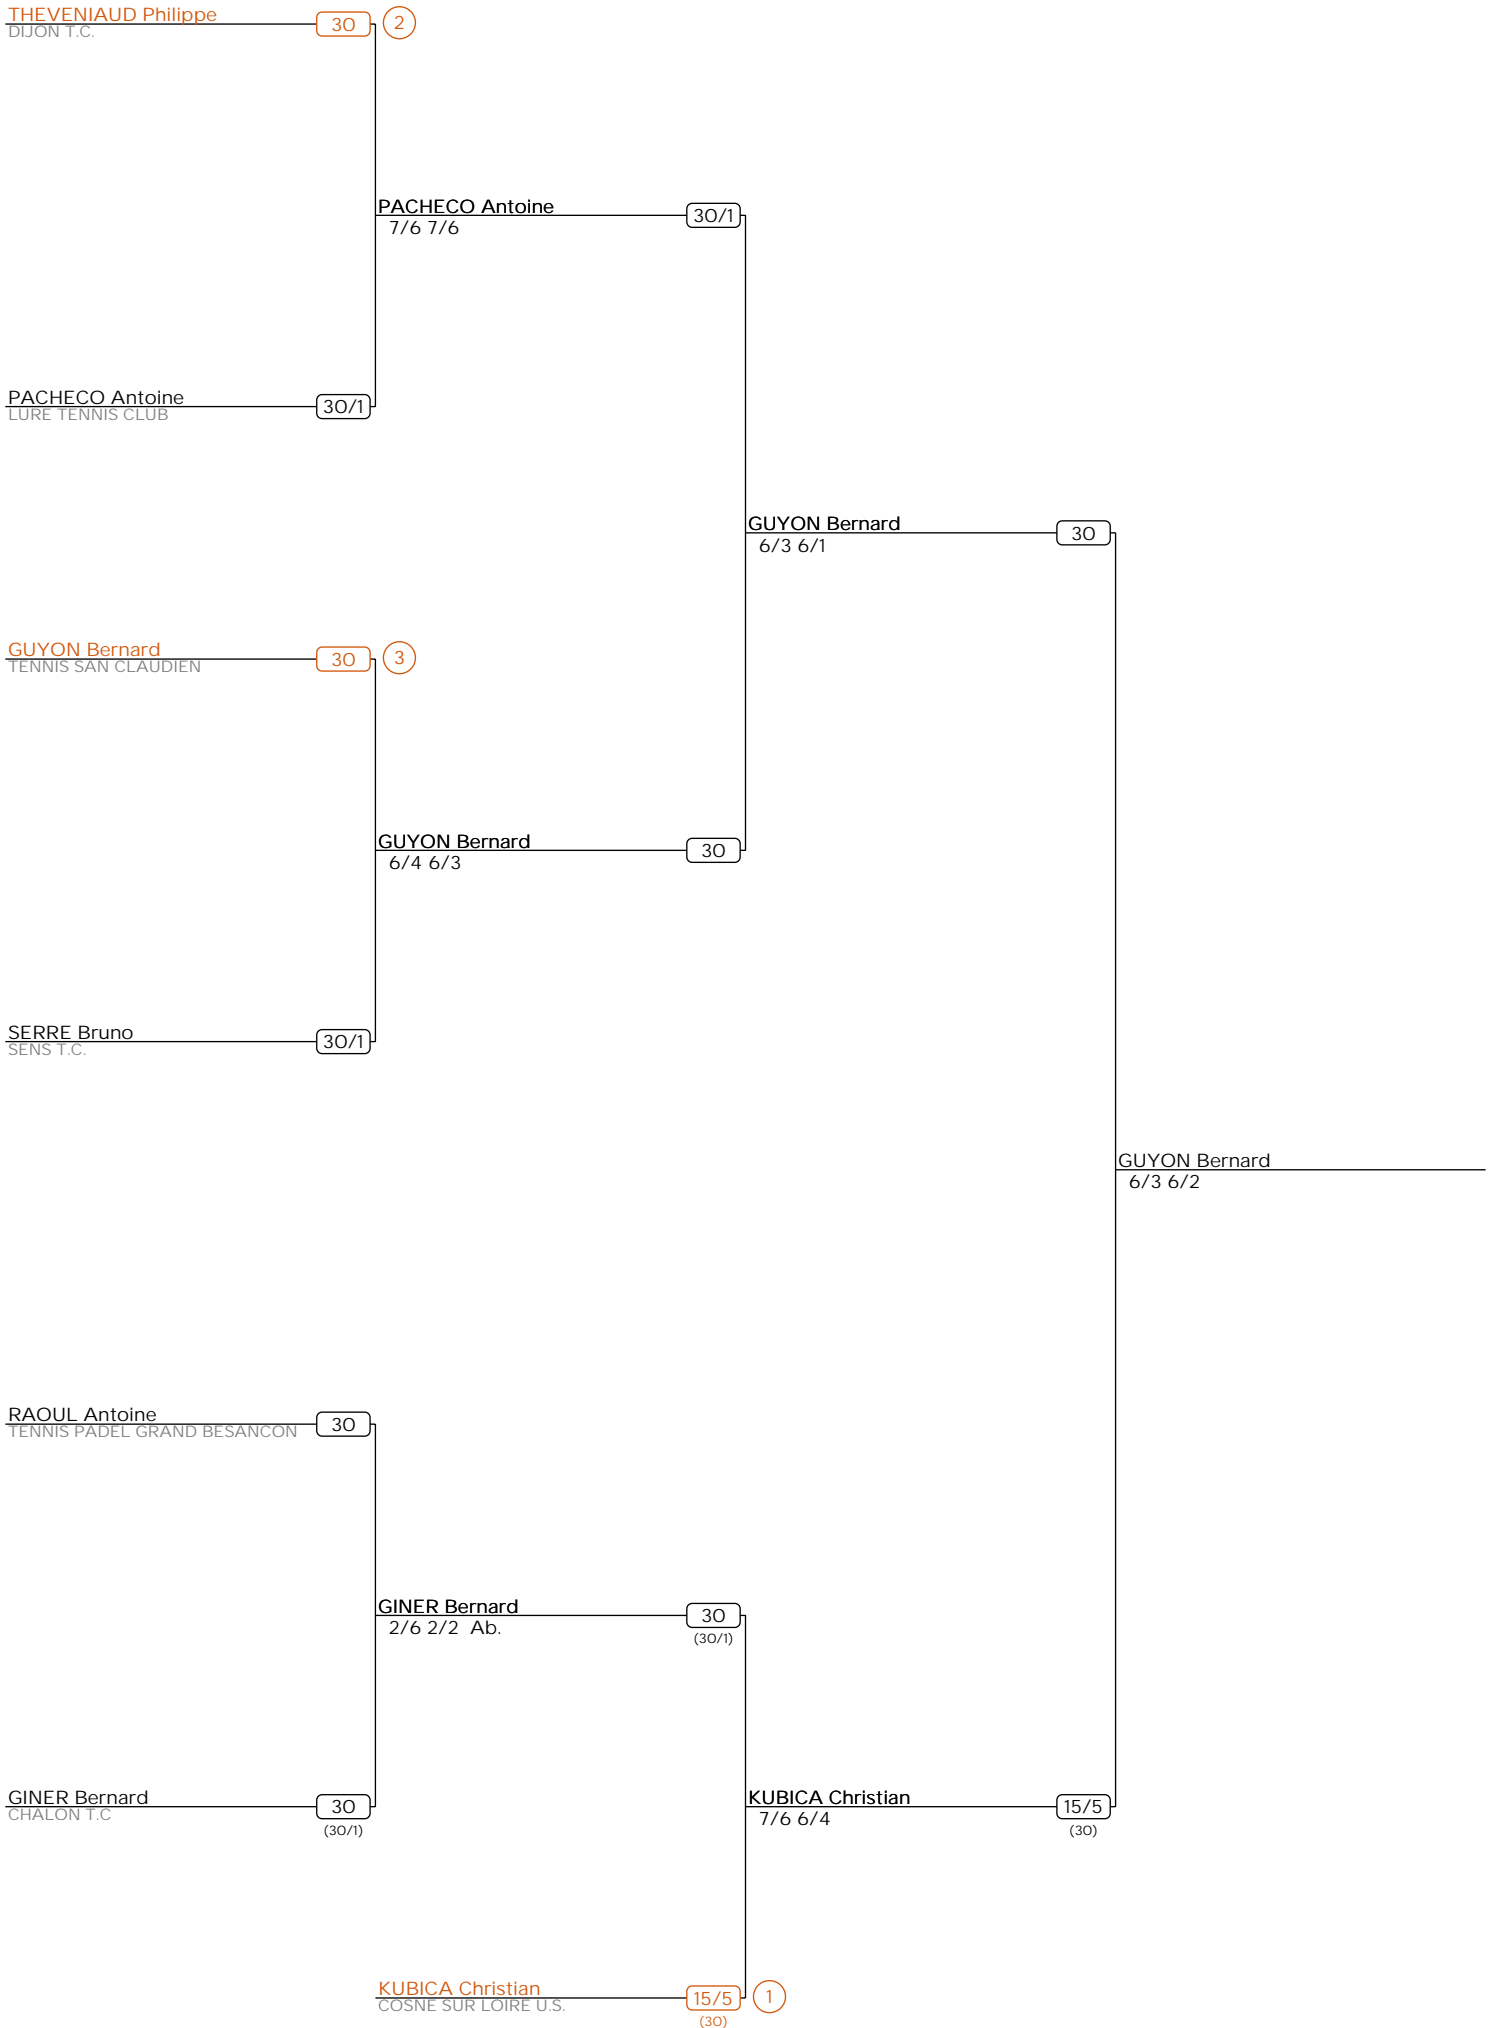 THEVENIAUD Philippe
DIJON T.C.
30
2
PACHECO Antoine
7/6 7/6
30/1
PACHECO Antoine
LURE TENNIS CLUB
30/1
GUYON Bernard
6/3 6/1
30
GUYON Bernard
TENNIS SAN CLAUDIEN
30
3
GUYON Bernard
6/4 6/3
30
SERRE Bruno
SENS T.C.
30/1
GUYON Bernard
6/3 6/2
RAOUL Antoine
TENNIS PADEL GRAND BESANCON
30
GINER Bernard
2/6 2/2 Ab.
30
(30/1)
GINER Bernard
CHALON T.C
30
(30/1)
KUBICA Christian
7/6 6/4
15/5
(30)
KUBICA Christian
COSNE SUR LOIRE U.S.
15/5
(30)
1